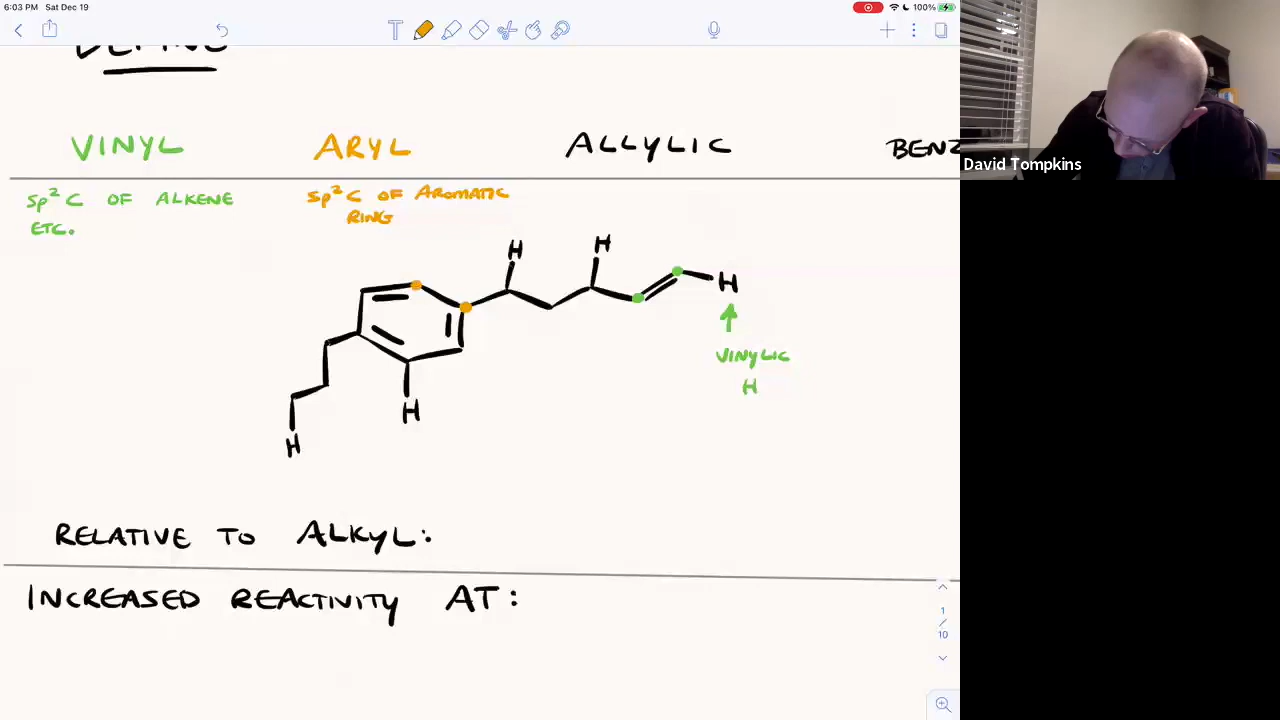 6:03 PM Sat Dec 19
100%
DEFINE
VINYL ARYL ALLYLIC BENZ
sp² C OF ALKENE
ETC.
sp² C OF AROMATIC
RING
H
H
H
VINYLIC
H
H
H
RELATIVE TO ALKYL:
INCREASED REACTIVITY AT:
1
/
10
David Tompkins